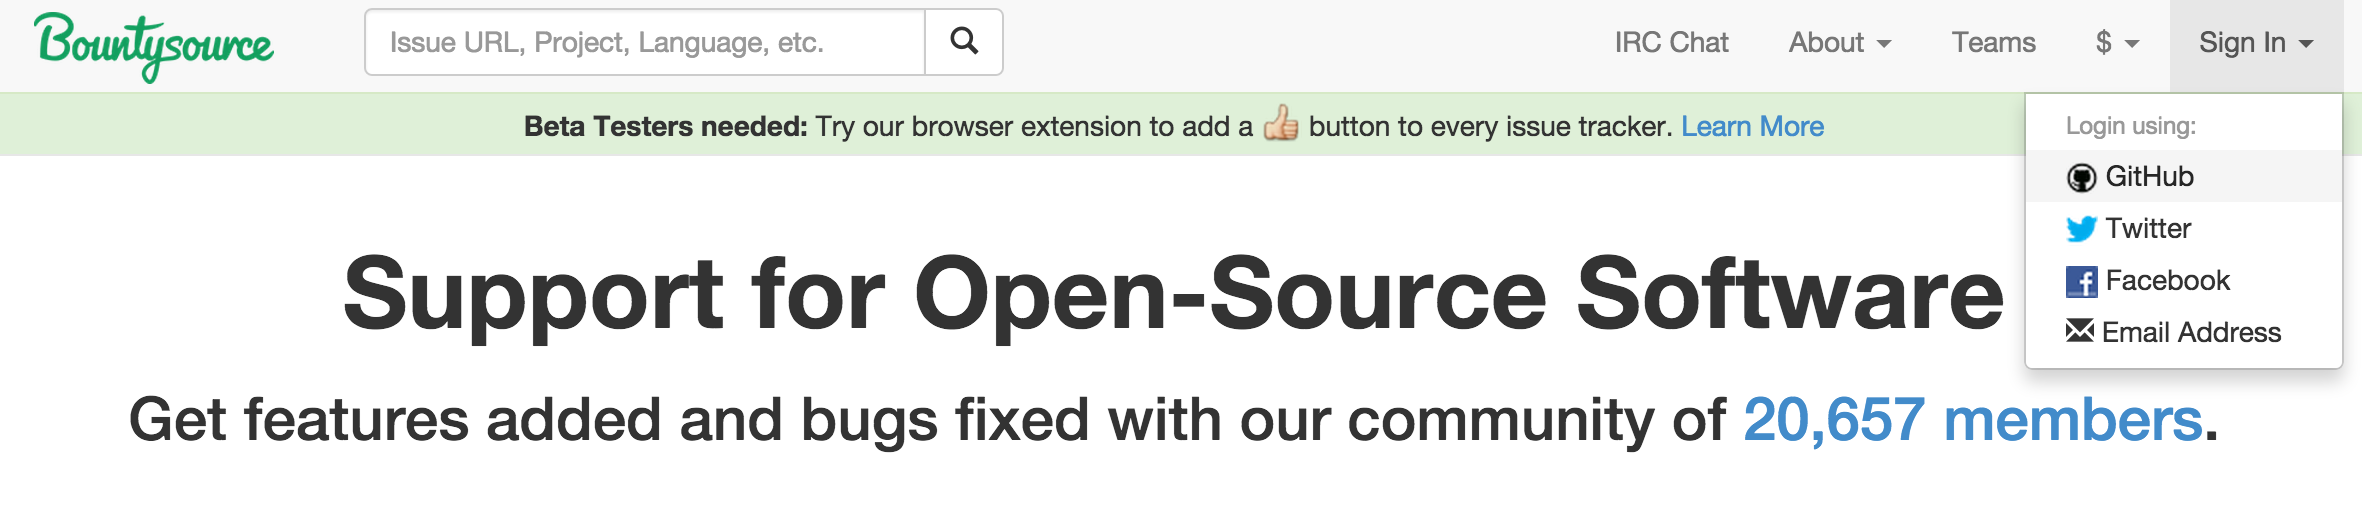 Bountysource
Issue URL, Project, Language, etc.
IRC Chat
About
Teams
$
Sign In
Beta Testers needed: Try our browser extension to add a 👍 button to every issue tracker. Learn More
Login using:
GitHub
Twitter
Facebook
Email Address
Support for Open-Source Software
Get features added and bugs fixed with our community of 20,657 members.